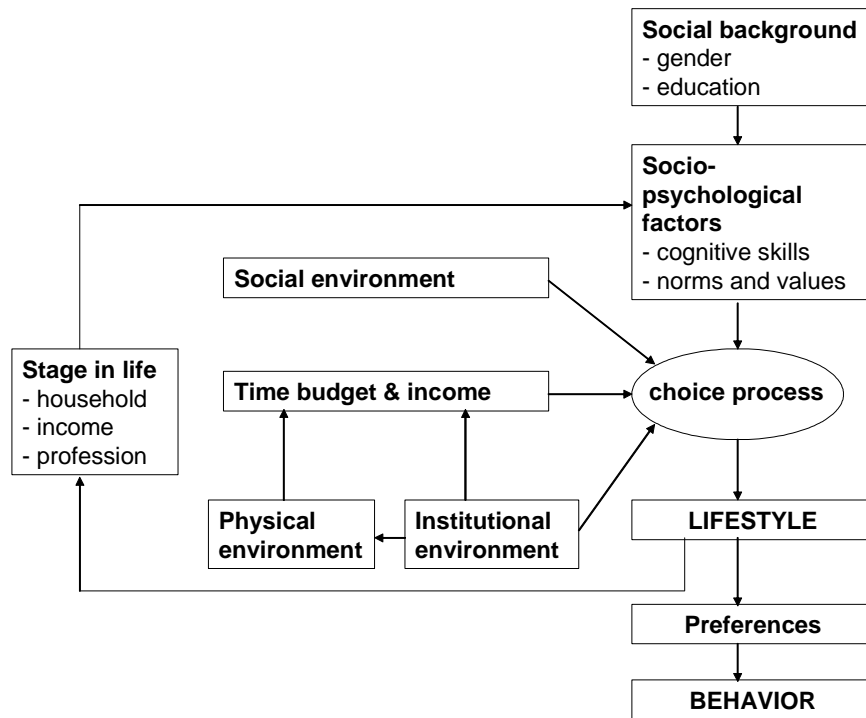 Social background
- gender
- education
Socio-
psychological
factors
- cognitive skills
- norms and values
Social environment
Stage in life
- household
- income
- profession
Time budget & income
choice process
Physical
environment
Institutional
environment
LIFESTYLE
Preferences
BEHAVIOR